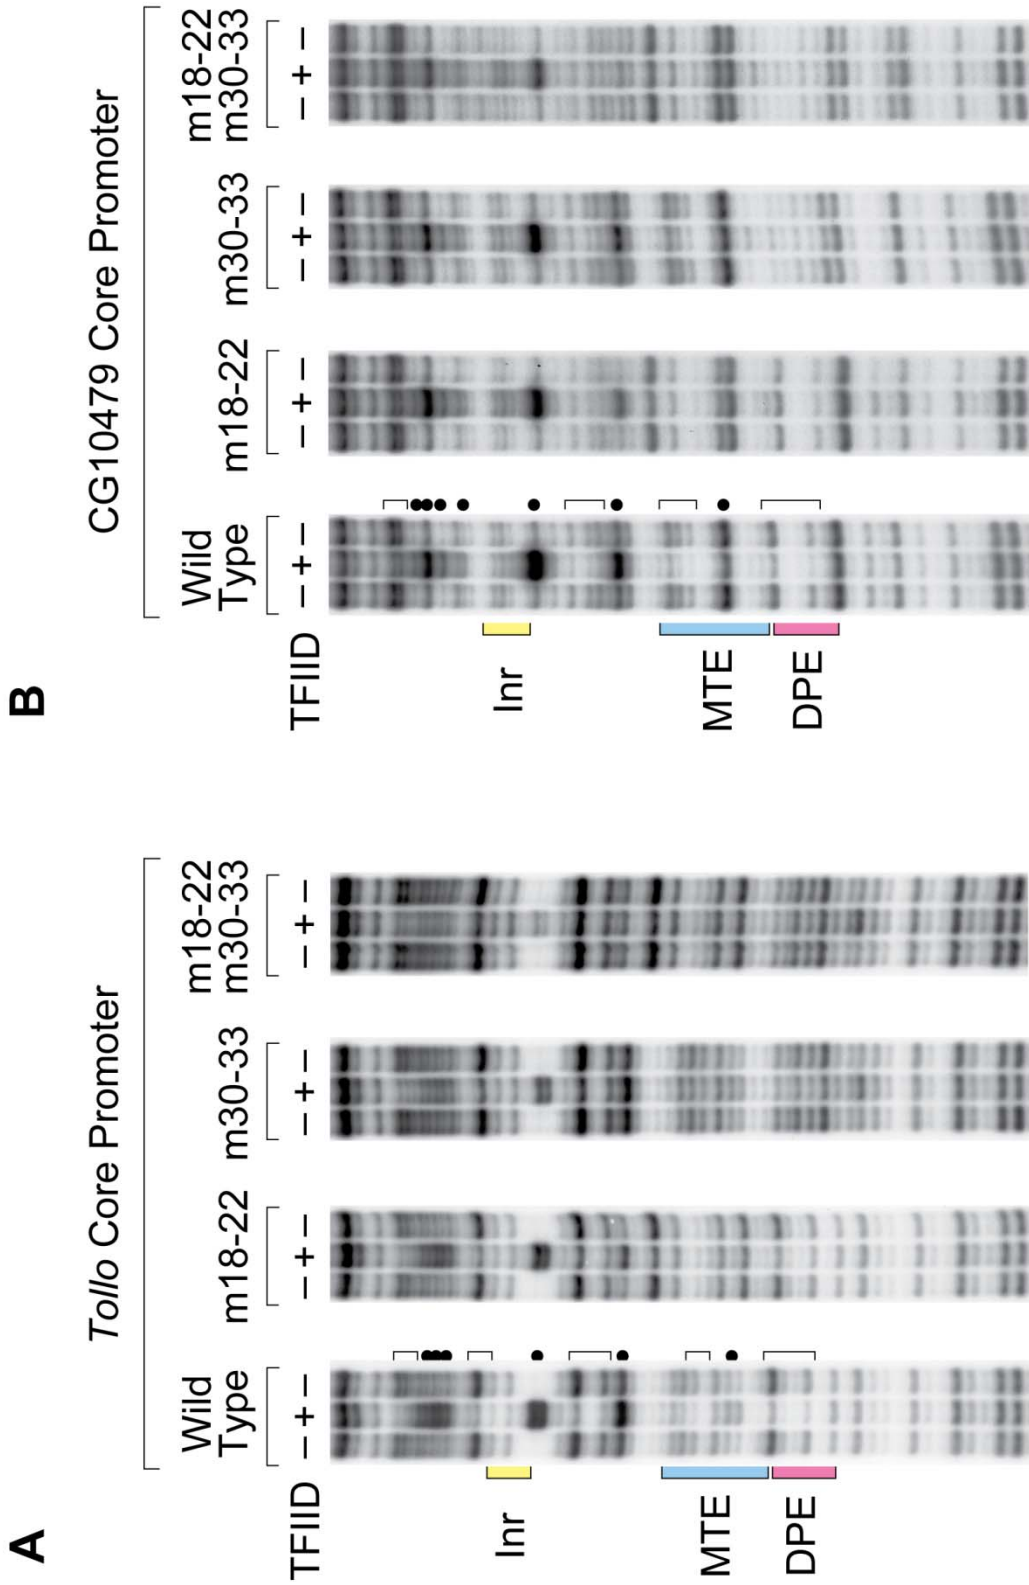 A
Tollo Core Promoter
Wild Type
m18-22
m30-33
m18-22
m30-33
TFIID
− + −
− + −
− + −
− + −
Inr
MTE
DPE
B
CG10479 Core Promoter
Wild Type
m18-22
m30-33
m18-22
m30-33
TFIID
− + −
− + −
− + −
− + −
Inr
MTE
DPE